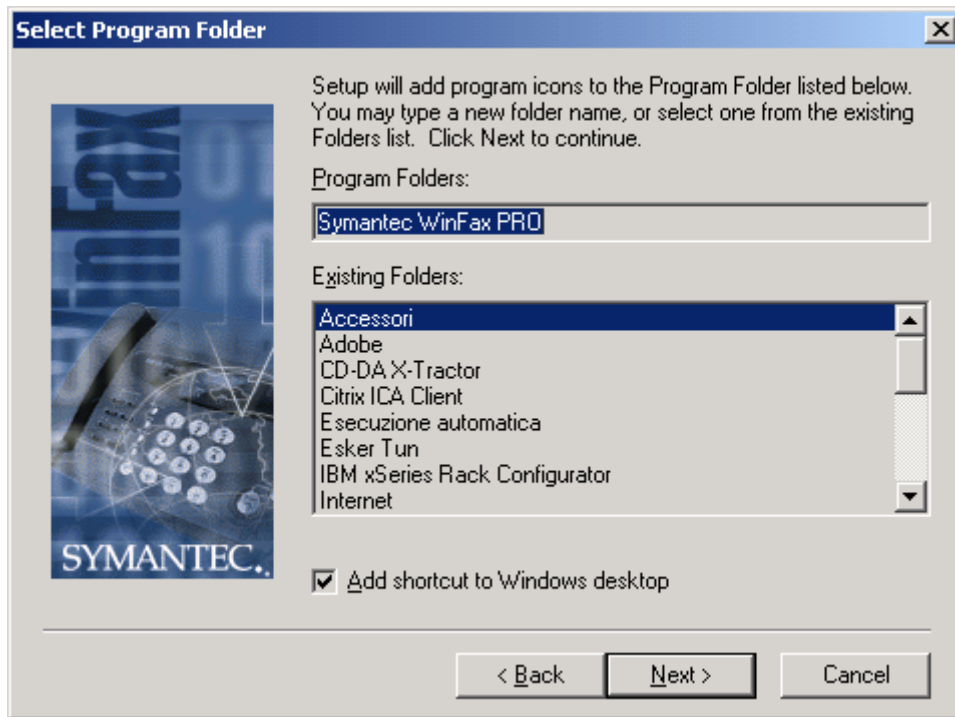 Select Program Folder
Setup will add program icons to the Program Folder listed below.
You may type a new folder name, or select one from the existing
Folders list. Click Next to continue.
Program Folders:
Symantec WinFax PRO
Existing Folders:
Accessori
Adobe
CD-DA X-Tractor
Citrix ICA Client
Esecuzione automatica
Esker Tun
IBM xSeries Rack Configurator
Internet
WinFax
SYMANTEC.
Add shortcut to Windows desktop
< Back
Next >
Cancel